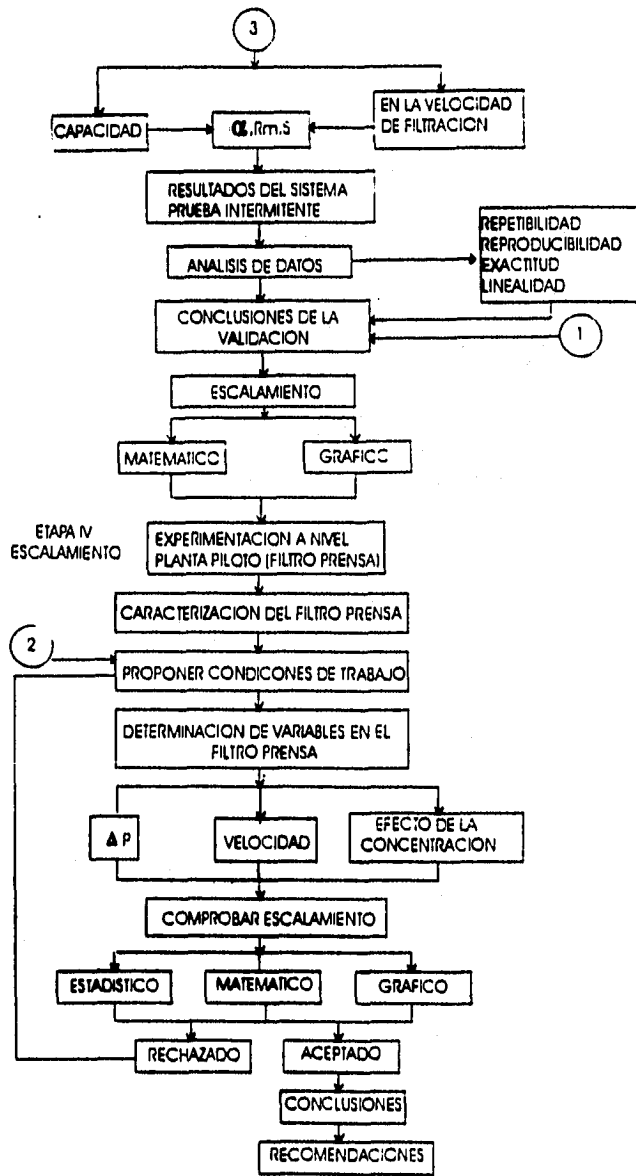 3
CAPACIDAD
α.Rm.S
EN LA VELOCIDAD
DE FILTRACION
RESULTADOS DEL SISTEMA
PRUEBA INTERMITENTE
ANALISIS DE DATOS
REPETIBILIDAD
REPRODUCIBILIDAD
EXACTITUD
LINEALIDAD
CONCLUSIONES DE LA
VALIDACION
1
ESCALAMIENTO
MATEMATICO
GRAFICO
ETAPA IV
ESCALAMIENTO
EXPERIMENTACION A NIVEL
PLANTA PILOTO (FILTRO PRENSA)
CARACTERIZACION DEL FILTRO PRENSA
2
PROPONER CONDICONES DE TRABAJO
DETERMINACION DE VARIABLES EN EL
FILTRO PRENSA
Δ P
VELOCIDAD
EFECTO DE LA
CONCENTRACION
COMPROBAR ESCALAMIENTO
ESTADISTICO
MATEMATICO
GRAFICO
RECHAZADO
ACEPTADO
CONCLUSIONES
RECOMENDACIONES